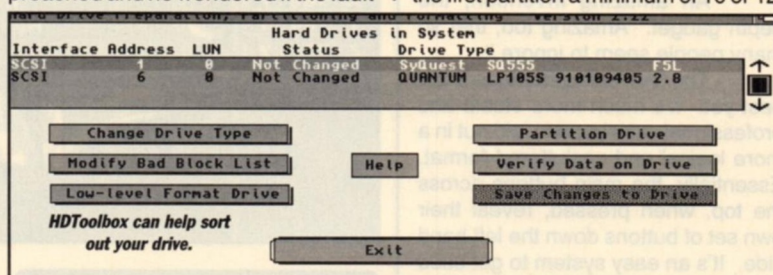 Hard Drive Preparation, Partitioning and Formatting Version 2.22
Hard Drives in System
Interface Address LUN Status Drive Type
SCSI 1 0 Not Changed SyQuest SQ555 F5L
SCSI 6 0 Not Changed QUANTUM LP105S 910109405 2.8
Change Drive Type
Partition Drive
Modify Bad Block List
Help
Verify Data on Drive
Low-level Format Drive
Save Changes to Drive
HDToolbox can help sort
out your drive.
Exit